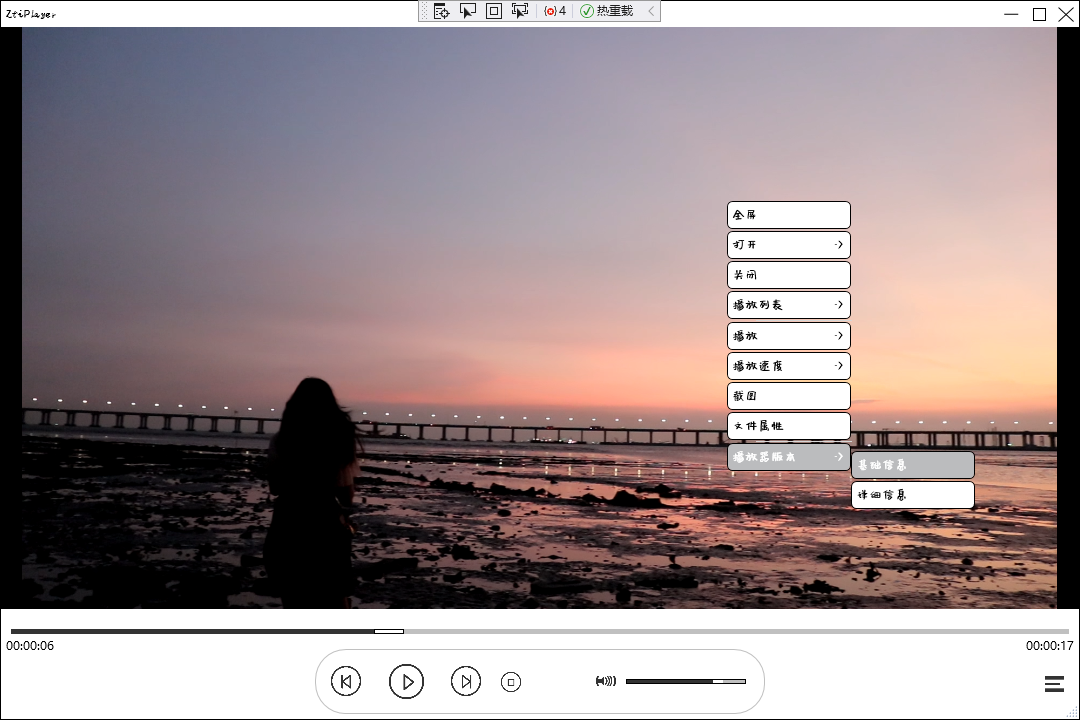 ZtiPlayer
4
热重载
全屏
打开
关闭
播放列表
播放
播放速度
截图
文件属性
播放器版本
基础信息
详细信息
00:00:06
00:00:17